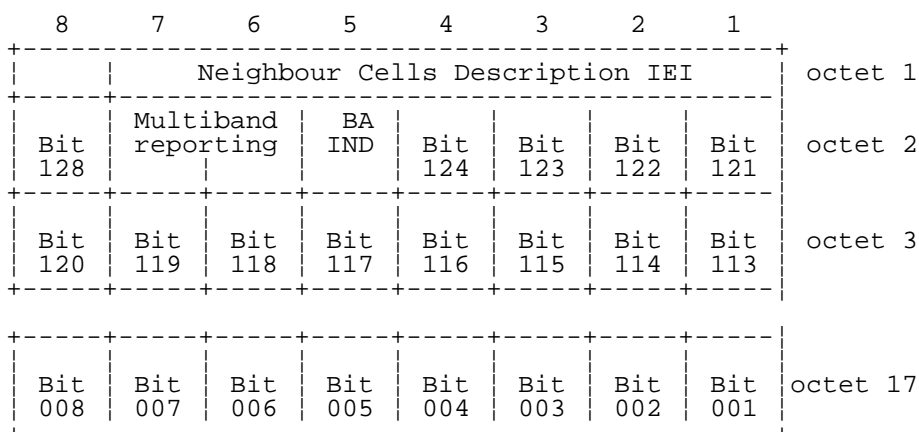 8 7 6 5 4 3 2 1
Neighbour Cells Description IEI octet 1
Multiband BA
Bit reporting IND Bit Bit Bit Bit octet 2
128 124 123 122 121
Bit Bit Bit Bit Bit Bit Bit Bit octet 3
120 119 118 117 116 115 114 113
Bit Bit Bit Bit Bit Bit Bit Bit octet 17
008 007 006 005 004 003 002 001